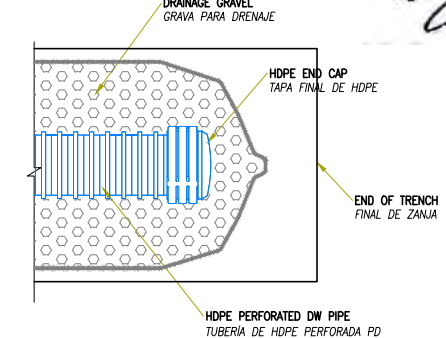 DRAINAGE GRAVEL
GRAVA PARA DRENAJE
HDPE END CAP
TAPA FINAL DE HDPE
END OF TRENCH
FINAL DE ZANJA
HDPE PERFORATED DW PIPE
TUBERÍA DE HDPE PERFORADA PD